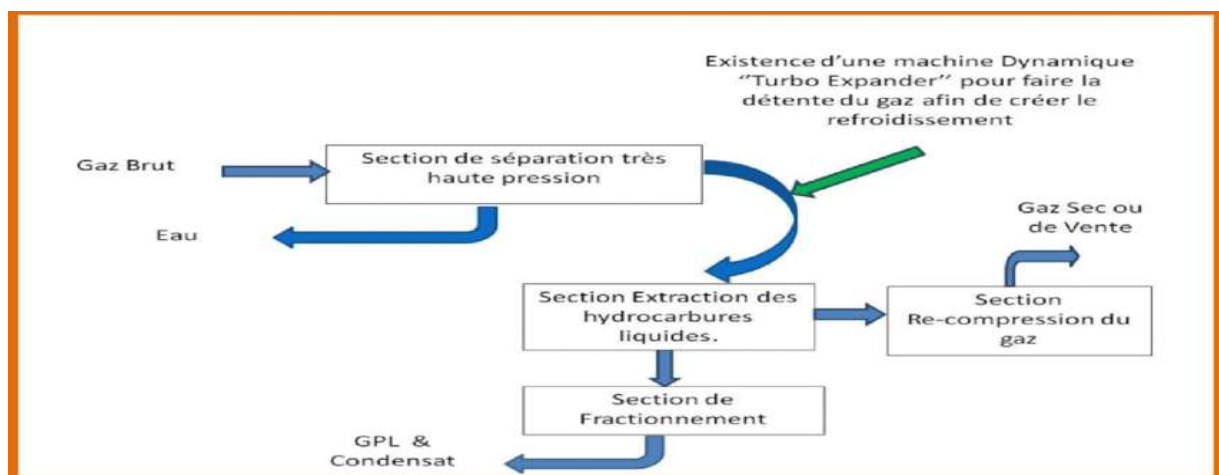 Existence d'une machine Dynamique
‘’Turbo Expander’’ pour faire la
détente du gaz afin de créer le
refroidissement
Gaz Brut
Section de séparation très
haute pression
Eau
Gaz Sec ou
de Vente
Section Extraction des
hydrocarbures
liquides.
Section
Re-compression du
gaz
Section de
Fractionnement
GPL &
Condensat